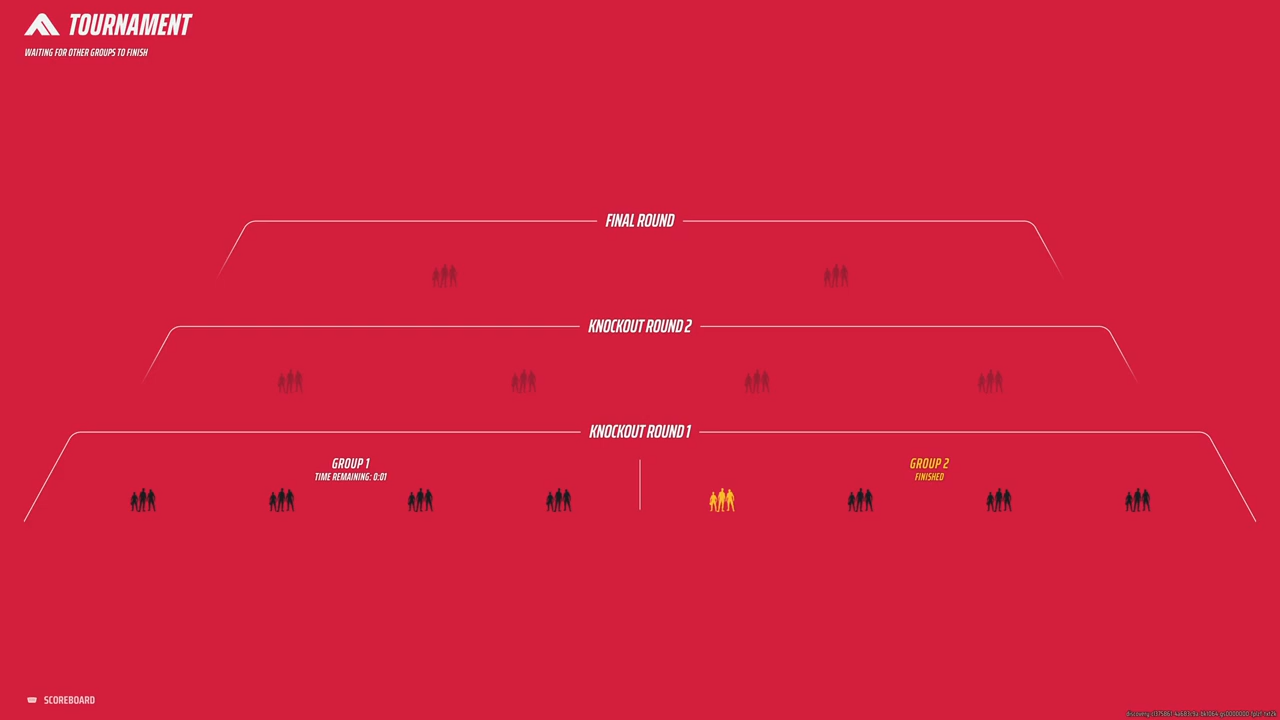 TOURNAMENT
WAITING FOR OTHER GROUPS TO FINISH
FINAL ROUND
KNOCKOUT ROUND 2
KNOCKOUT ROUND 1
GROUP 1
TIME REMAINING: 0:01
GROUP 2
FINISHED
SCOREBOARD